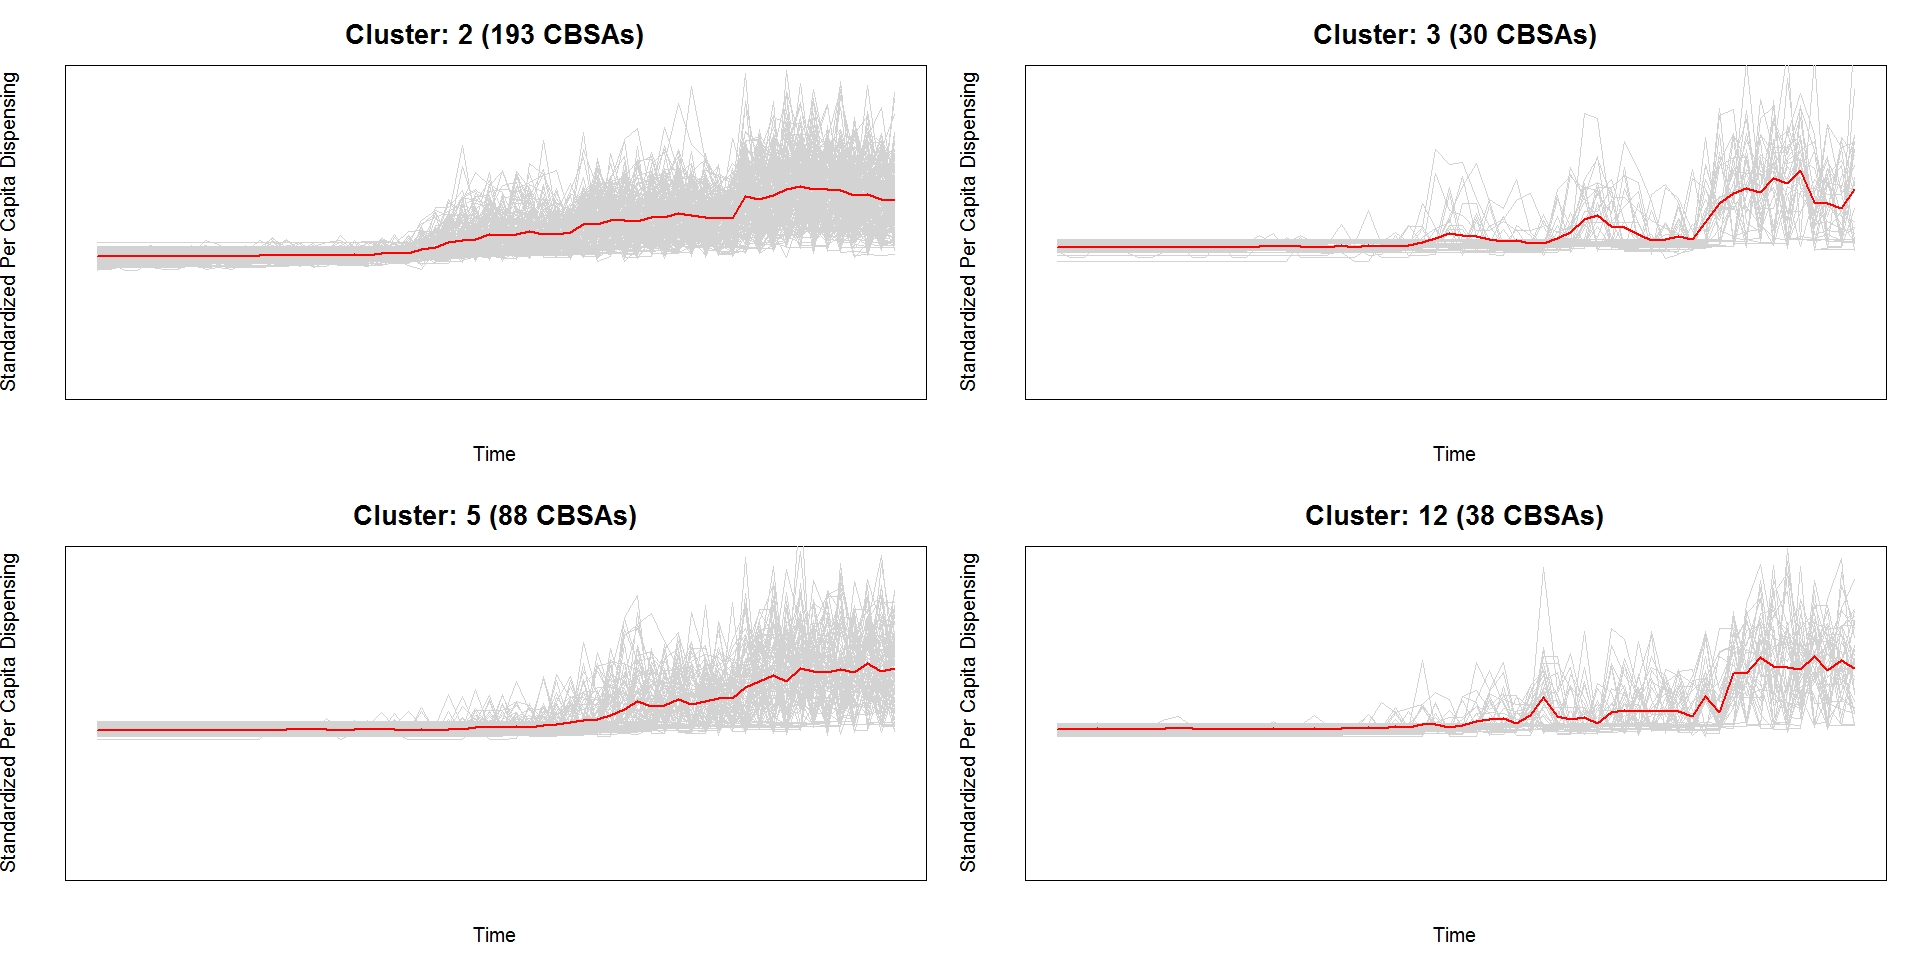 Cluster: 2 (193 CBSAs)
Standardized Per Capita Dispensing
Time
Cluster: 3 (30 CBSAs)
Standardized Per Capita Dispensing
Time
Cluster: 5 (88 CBSAs)
Standardized Per Capita Dispensing
Time
Cluster: 12 (38 CBSAs)
Standardized Per Capita Dispensing
Time